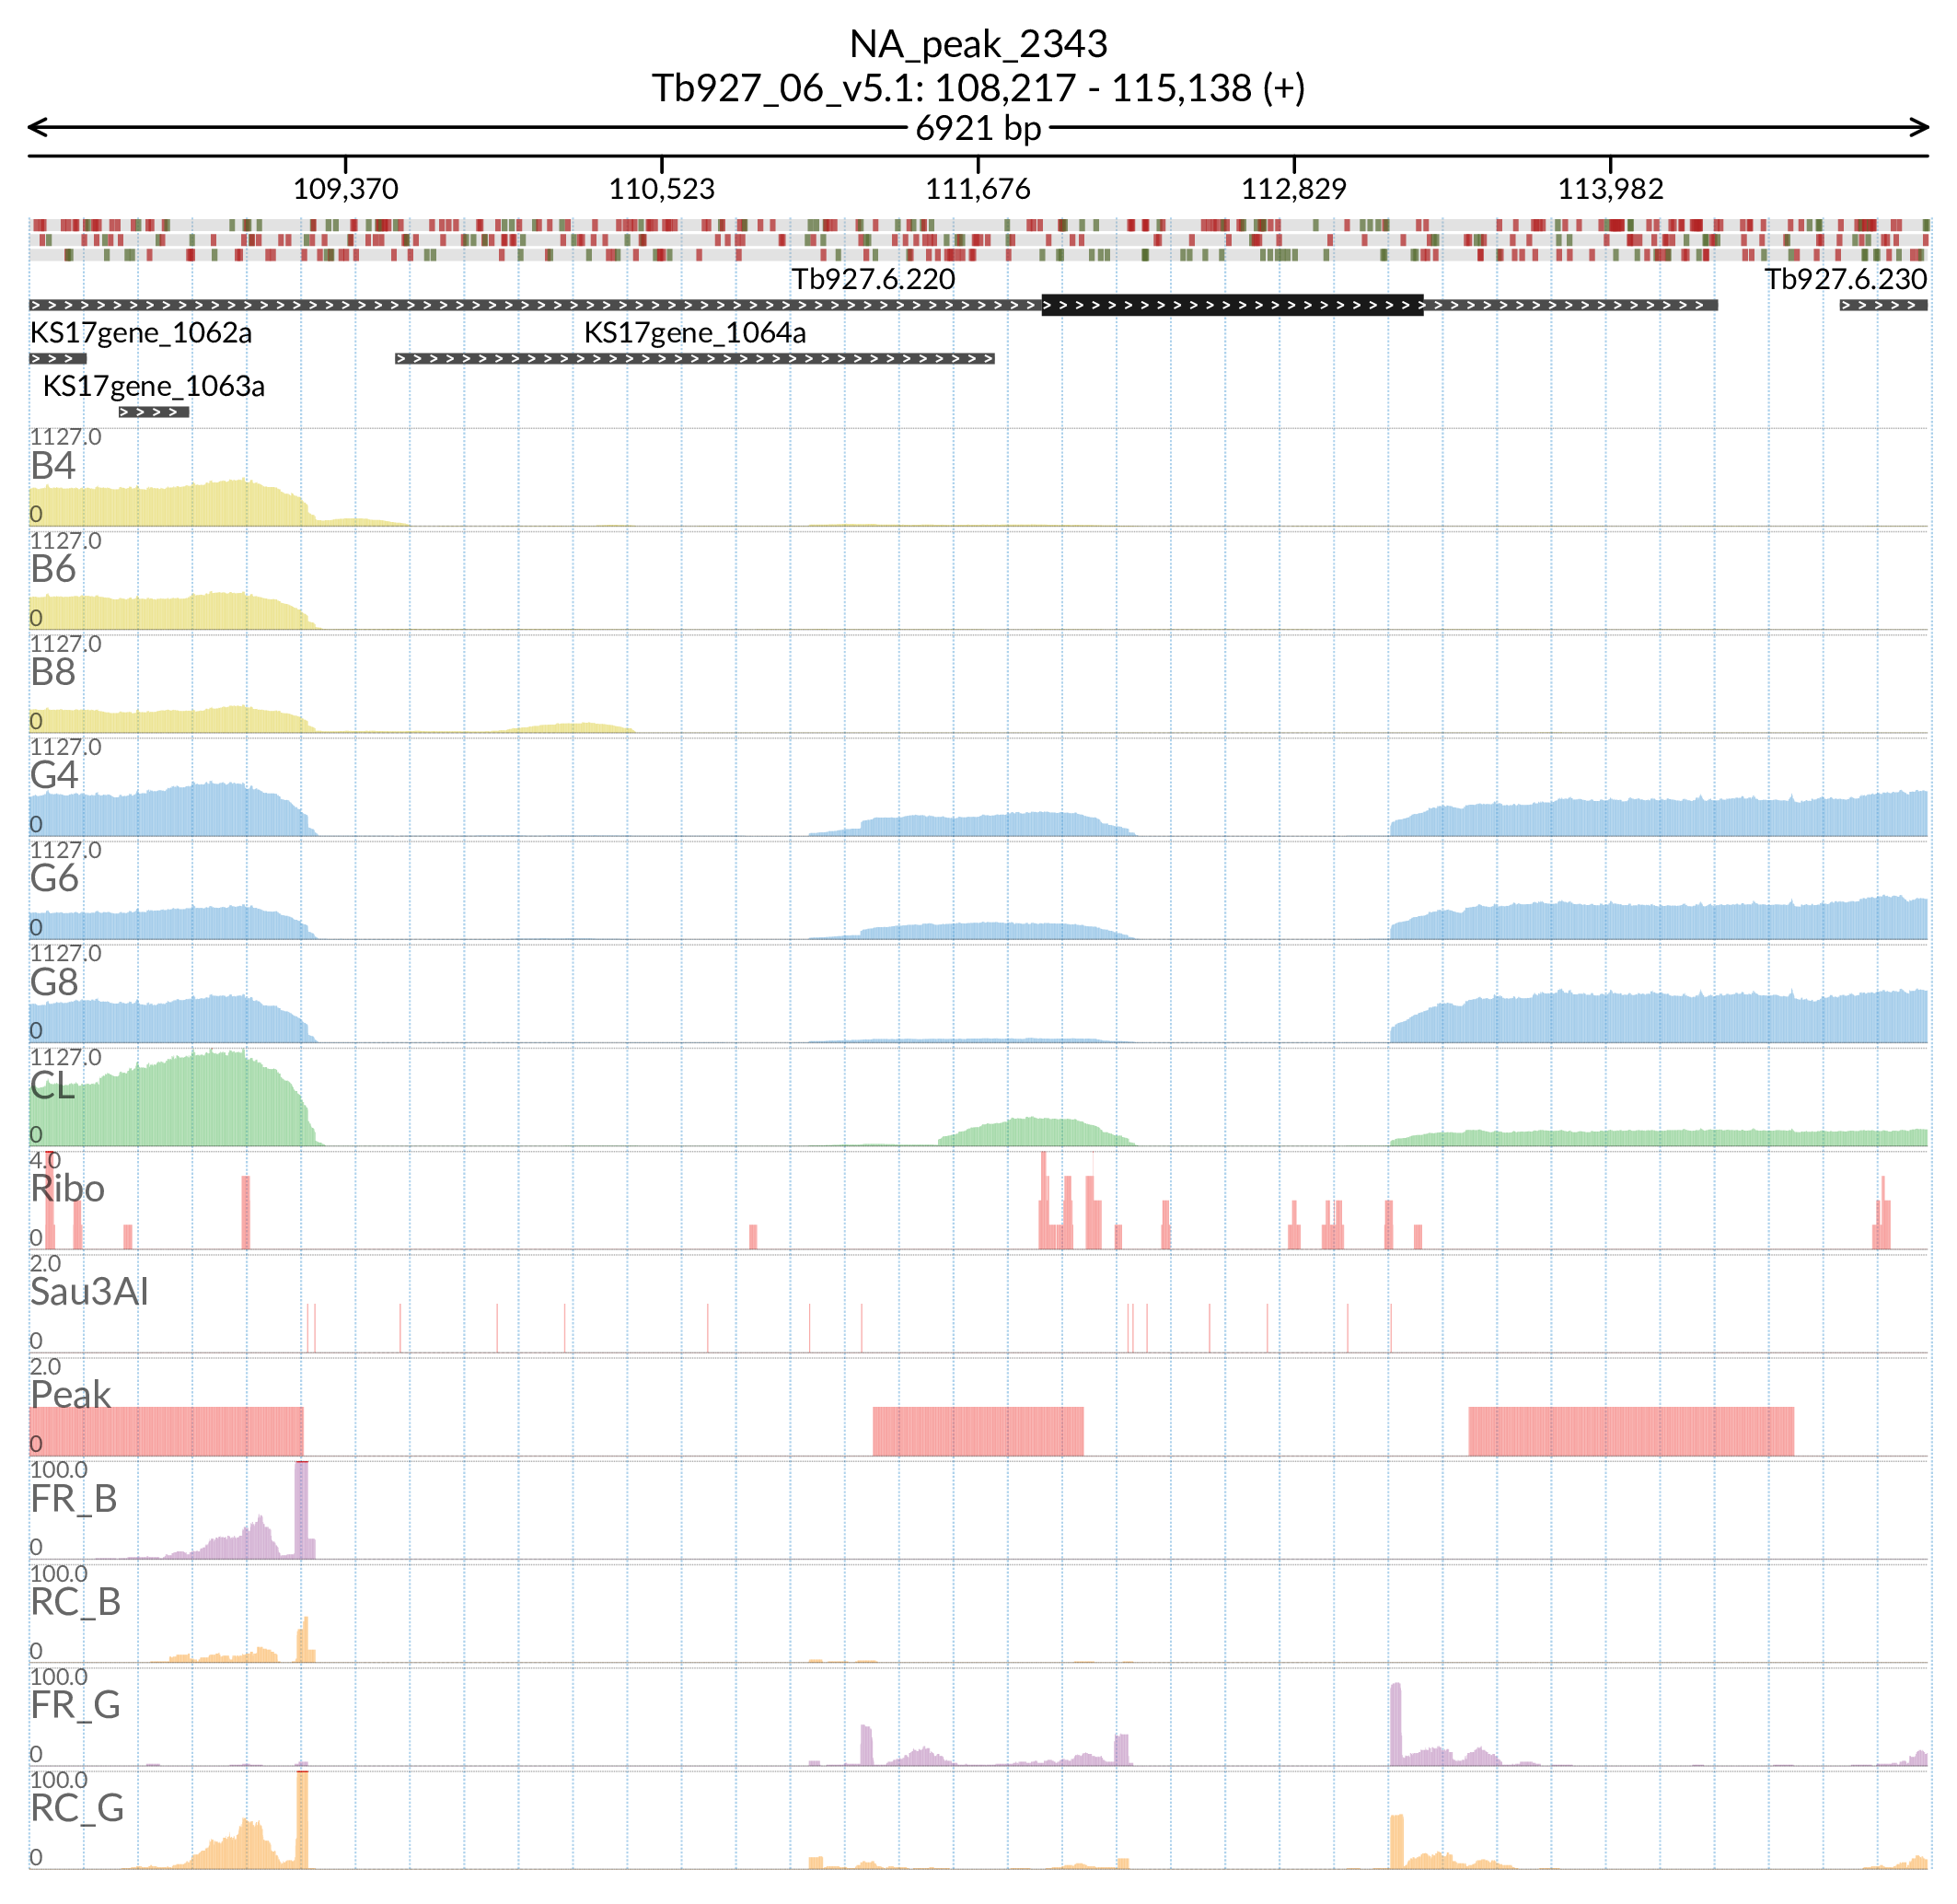 NA_peak_2343
Tb927_06_v5.1: 108,217 - 115,138 (+)
6921 bp
109,370 110,523 111,676 112,829 113,982
Tb927.6.220 Tb927.6.230
KS17gene_1062a KS17gene_1064a
KS17gene_1063a
1127.0
B4
0
1127.0
B6
0
1127.0
B8
0
1127.0
G4
0
1127.0
G6
0
1127.0
G8
0
1127.0
CL
0
4.0
Ribo
0
2.0
Sau3AI
0
2.0
Peak
0
100.0
FR_B
0
100.0
RC_B
0
100.0
FR_G
0
100.0
RC_G
0